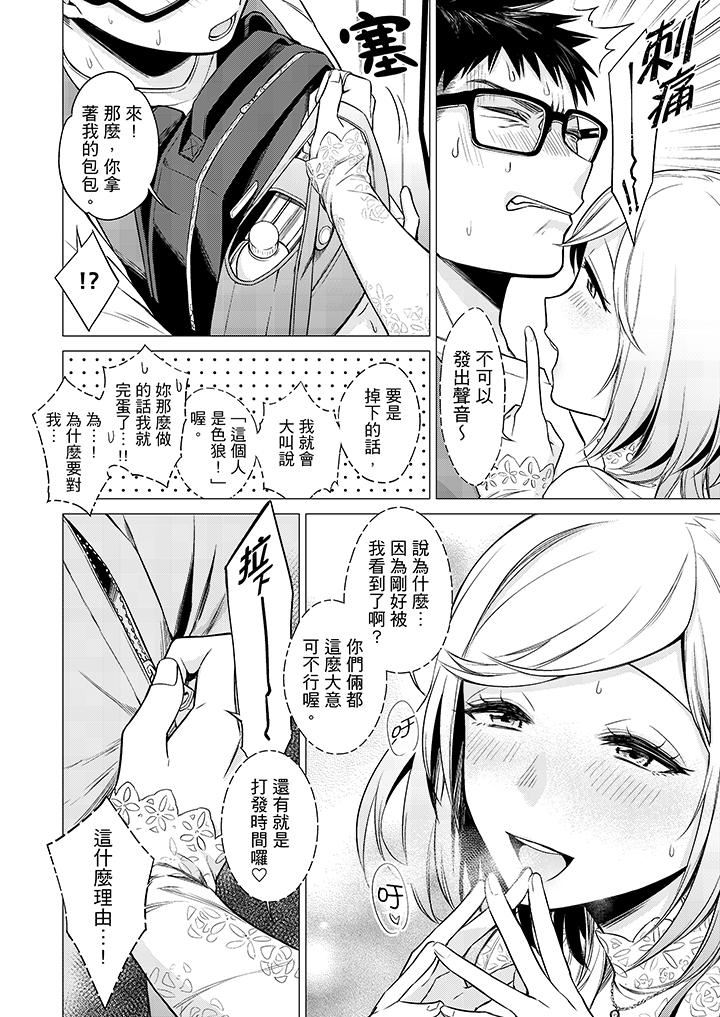 刺痛
!!
不可以
發出聲音～
塞
來！
那麼，你拿
著我的包包。
!?
要是
掉下的話，
我就會
大叫說
「這個人
是色狼！」
喔。
妳那麼做
的話我就
完蛋了…!!
為…！
為什麼要對
我…
說為什麼…
因為剛好被
我看到了啊？
你們倆都
這麼大意
可不行喔。
吁
吁
拉下
還有就是
打發時間囉♡
這什麼理由…！